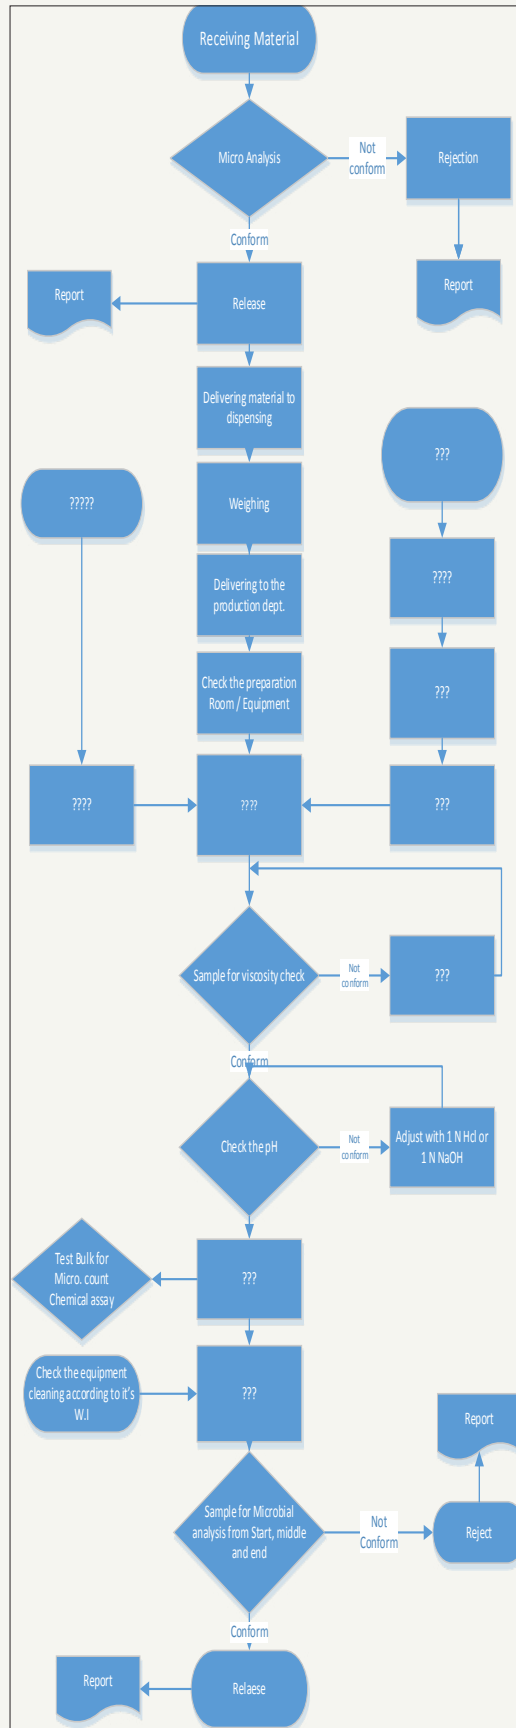 Receiving Material
Micro Analysis
Not
conform
Rejection
Conform
Report
Release
Report
Delivering material to
dispensing
???
?????
Weighing
????
Delivering to the
production dept.
Check the preparation
Room / Equipment
???
????
????
???
Sample for viscosity check
Not
conform
???
Conform
Check the pH
Not
conform
Adjust with 1 N Hcl or
1 N NaOH
Test Bulk for
Micro. count
Chemical assay
???
Check the equipment
cleaning according to it's
W.I
???
Report
Sample for Microbial
analysis from Start, middle
and end
Not
Conform
Reject
Conform
Report
Relaese